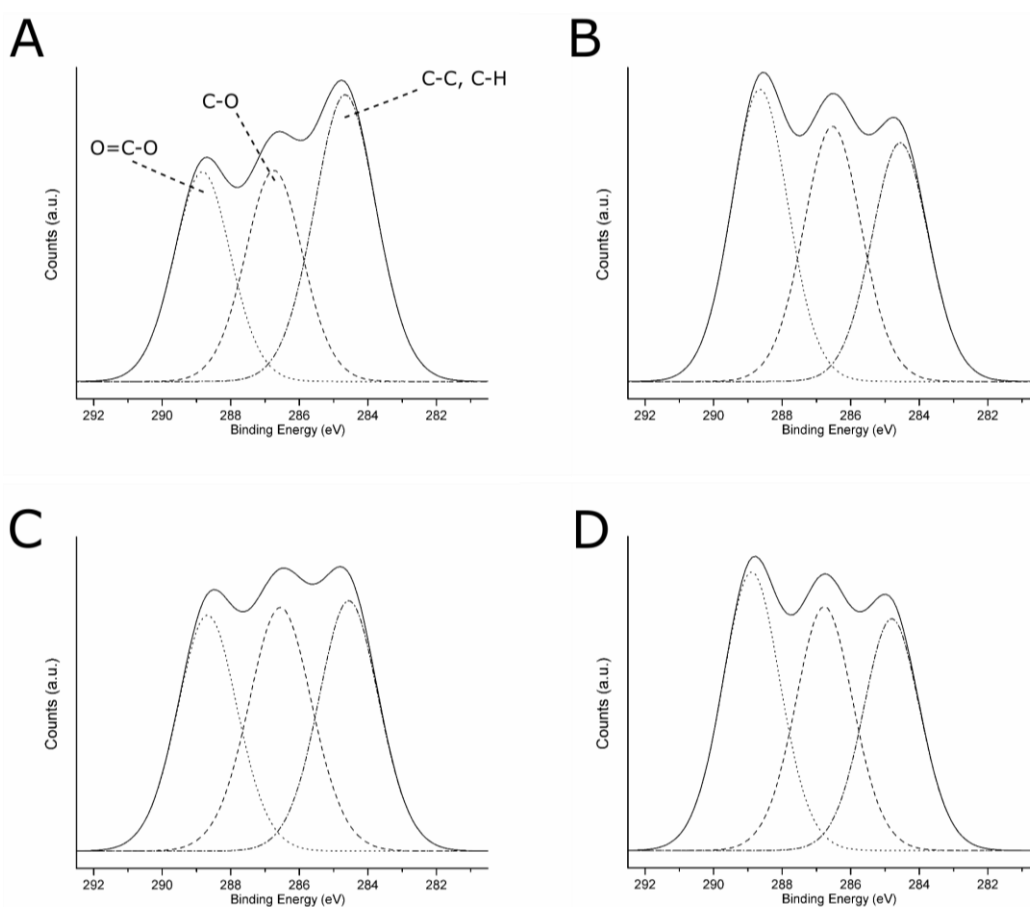 A
B
C-C, C-H
C-O
O=C-O
Counts (a.u.)
Counts (a.u.)
292 290 288 286 284 282
Binding Energy (eV)
292 290 288 286 284 282
Binding Energy (eV)
C
D
Counts (a.u.)
Counts (a.u.)
292 290 288 286 284 282
Binding Energy (eV)
292 290 288 286 284 282
Binding Energy (eV)